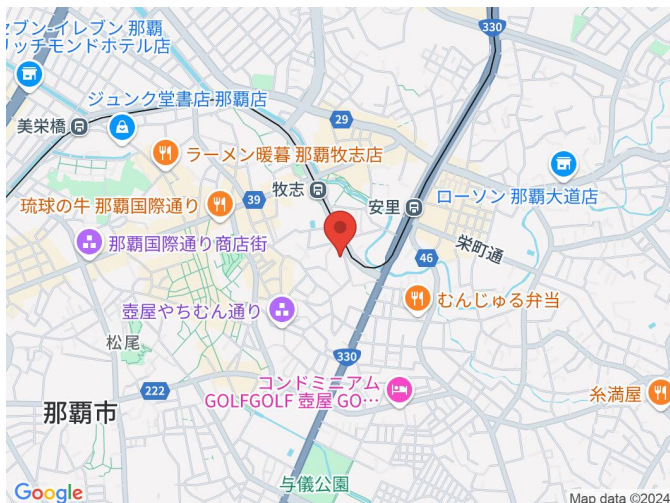 セブン-イレブン 那覇
リッチモンドホテル店
330
ジュンク堂書店 那覇店
美栄橋
29
ラーメン暖暮 那覇牧志店
ローソン 那覇大道店
牧志
安里
琉球の牛 那覇国際通り
39
栄町通
那覇国際通り商店街
46
むんじゅる弁当
壺屋やちむん通り
松尾
330
222
コンドミニアム
GOLFGOLF 壺屋 GO…
糸満屋
那覇市
与儀公園
Google
Map data ©2024